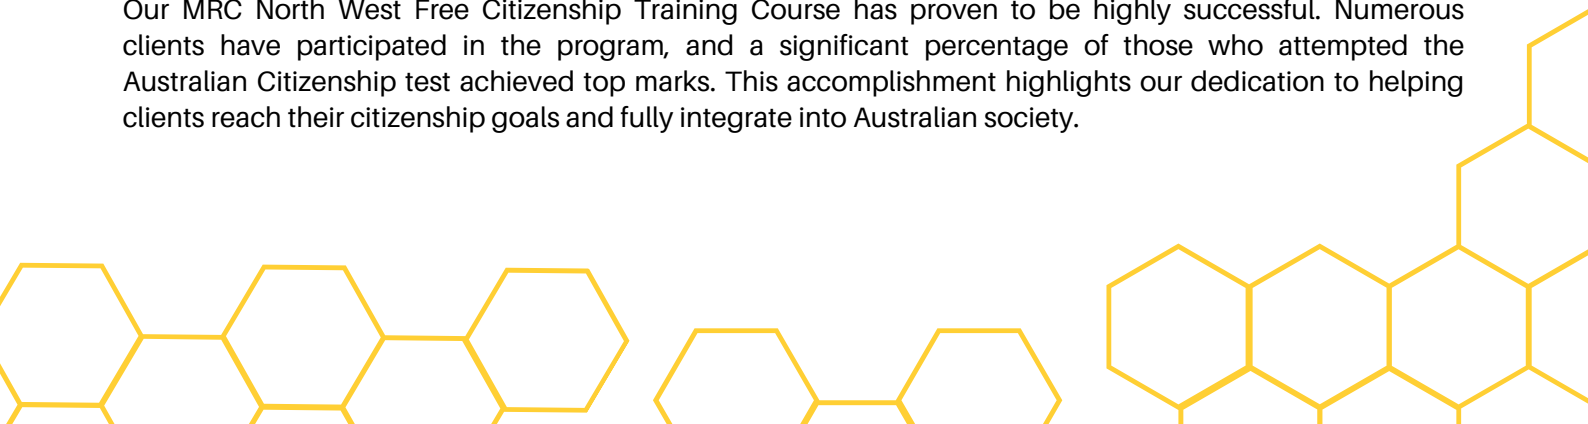 Our MRC North West Free Citizenship Training Course has proven to be highly successful. Numerous
clients have participated in the program, and a significant percentage of those who attempted the
Australian Citizenship test achieved top marks. This accomplishment highlights our dedication to helping
clients reach their citizenship goals and fully integrate into Australian society.